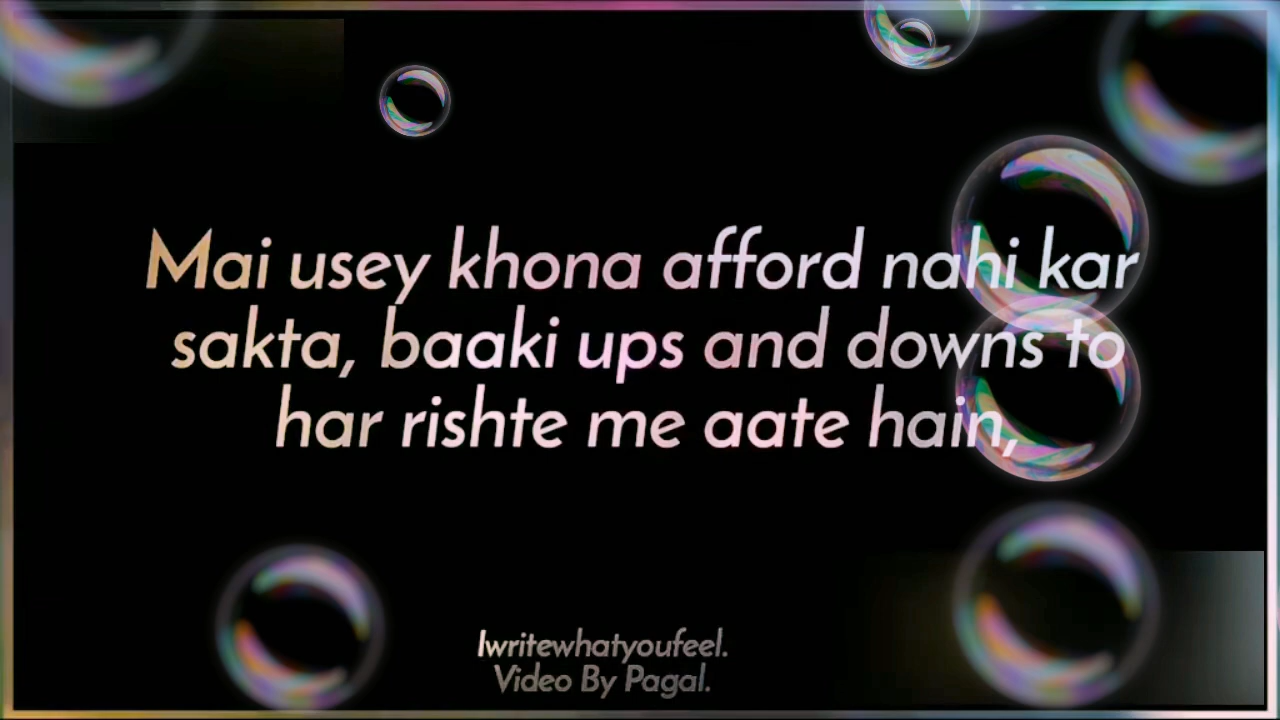 Mai usey khona afford nahi kar
sakta, baaki ups and downs to
har rishte me aate hain,
Iwritewhatyoufeel.
Video By Pagal.